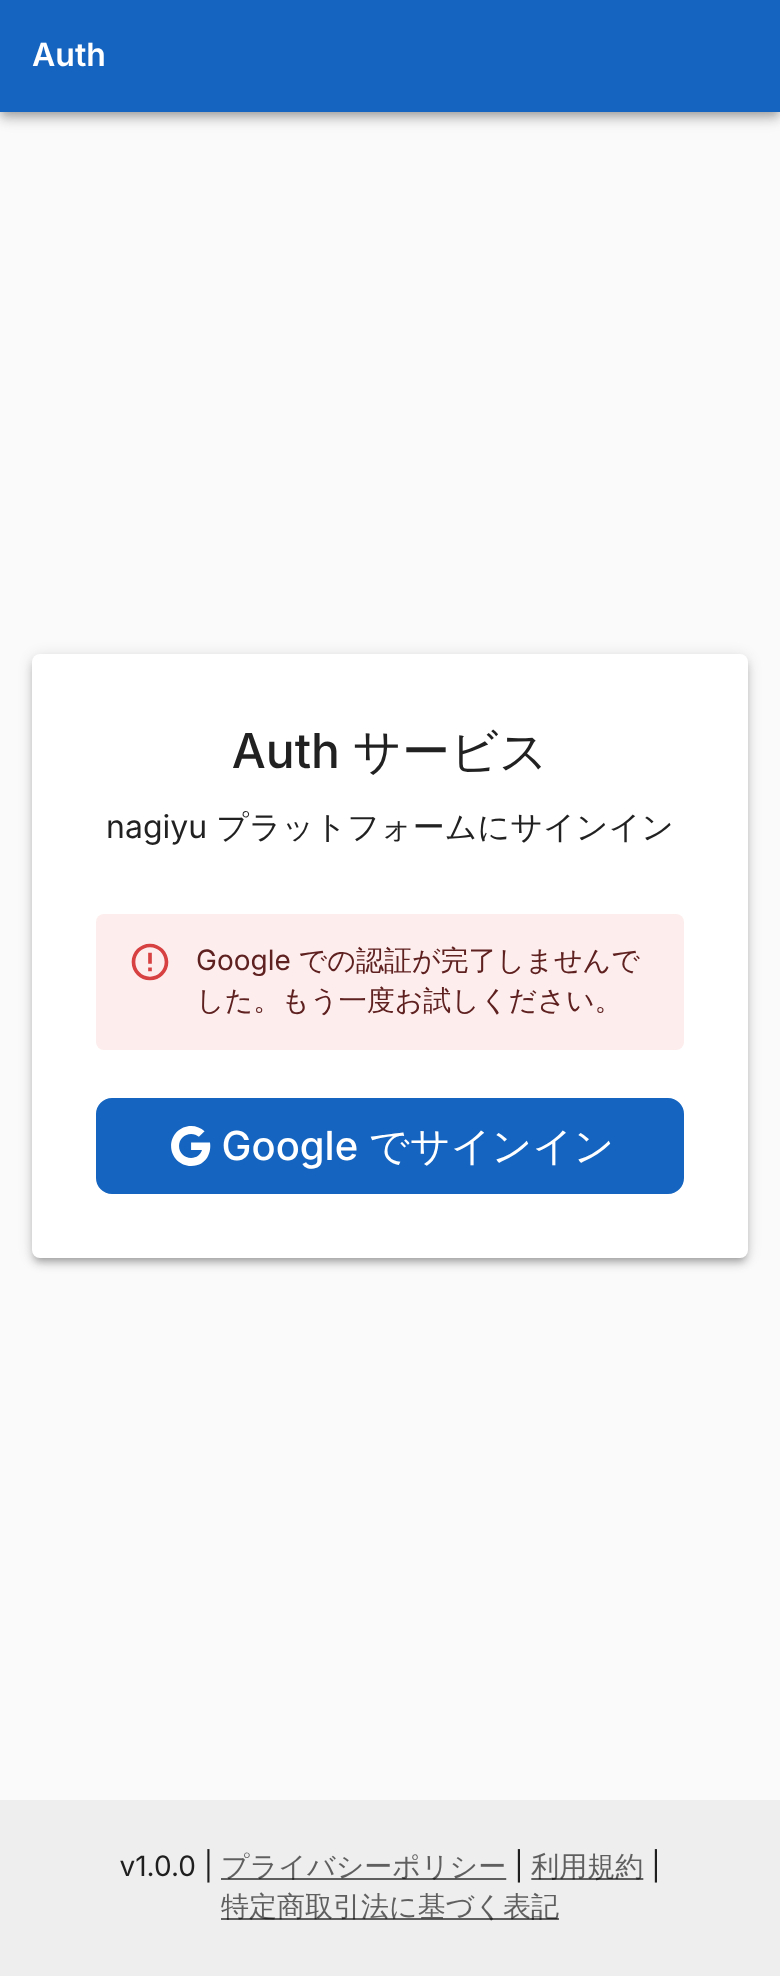 Auth
Auth サービス
nagiyu プラットフォームにサインイン
Google での認証が完了しませんで
した。もう一度お試しください。
Google でサインイン
v1.0.0 | プライバシーポリシー | 利用規約 |
特定商取引法に基づく表記